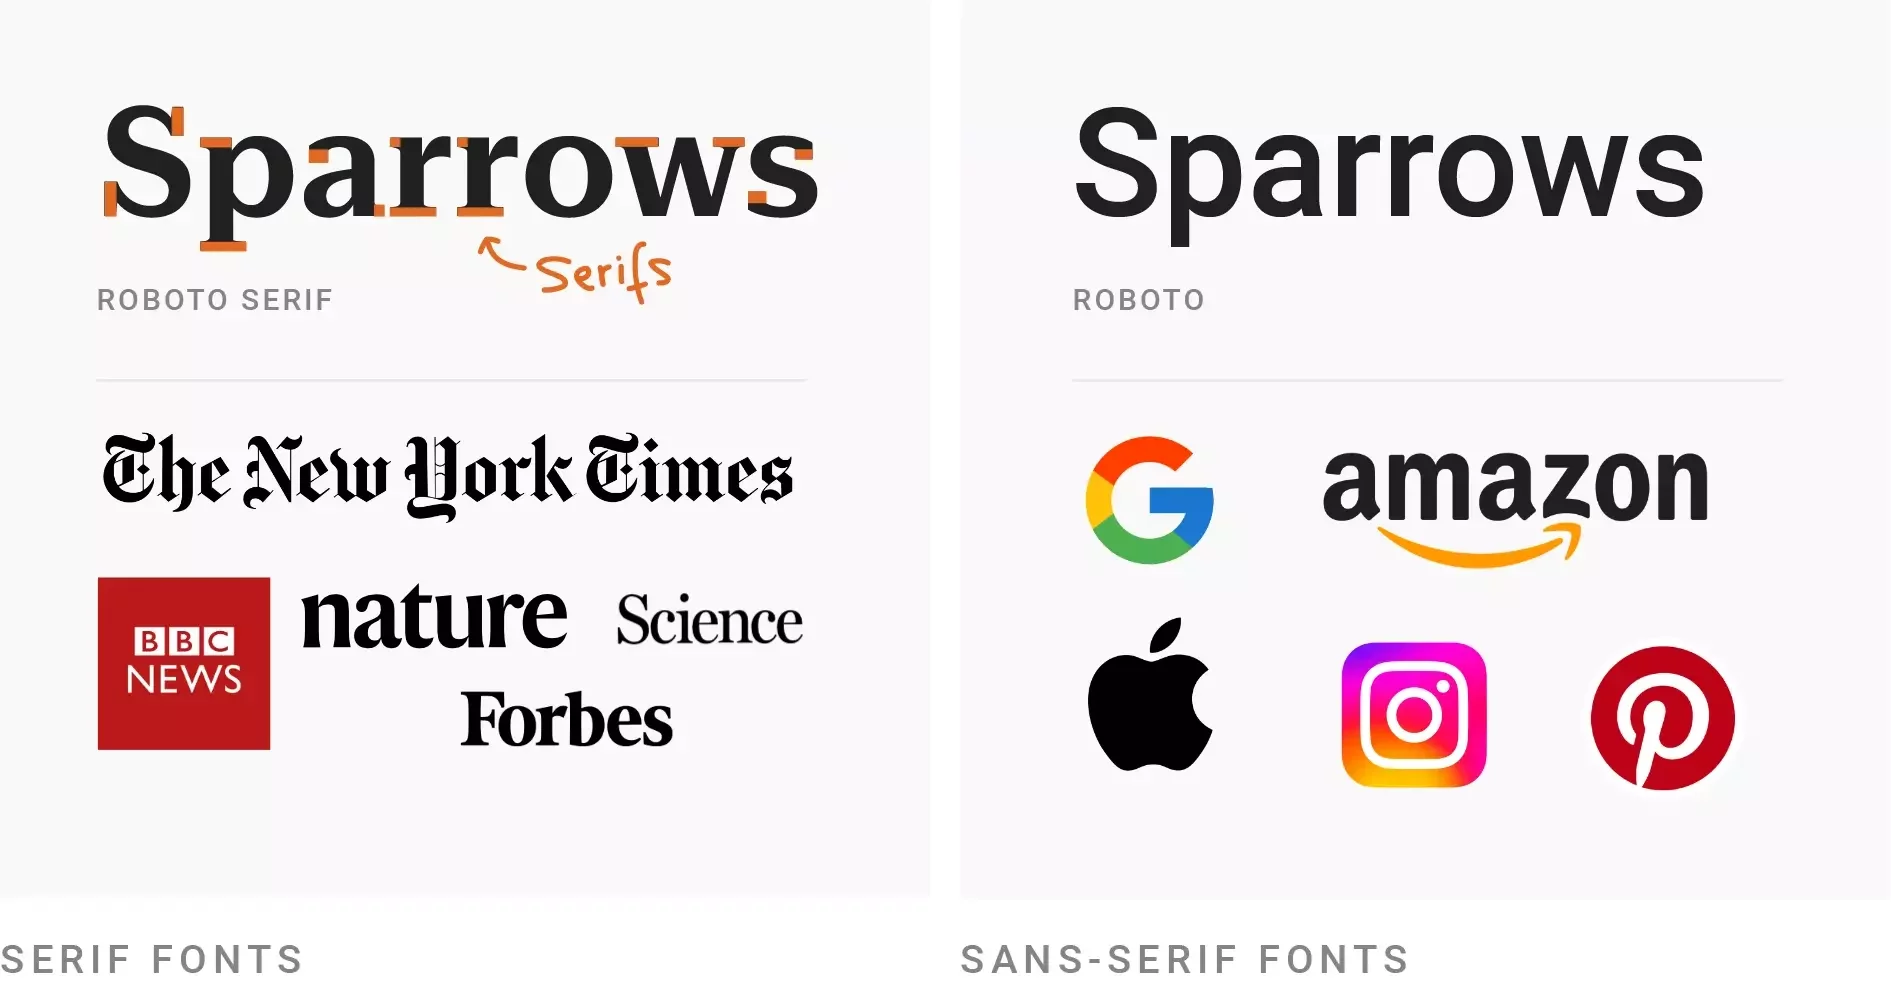 Sparrows
Serifs
ROBOTO SERIF
The New York Times
BBC
NEWS
nature
Science
Forbes
SERIF FONTS
Sparrows
ROBOTO
G
amazon
SANS-SERIF FONTS